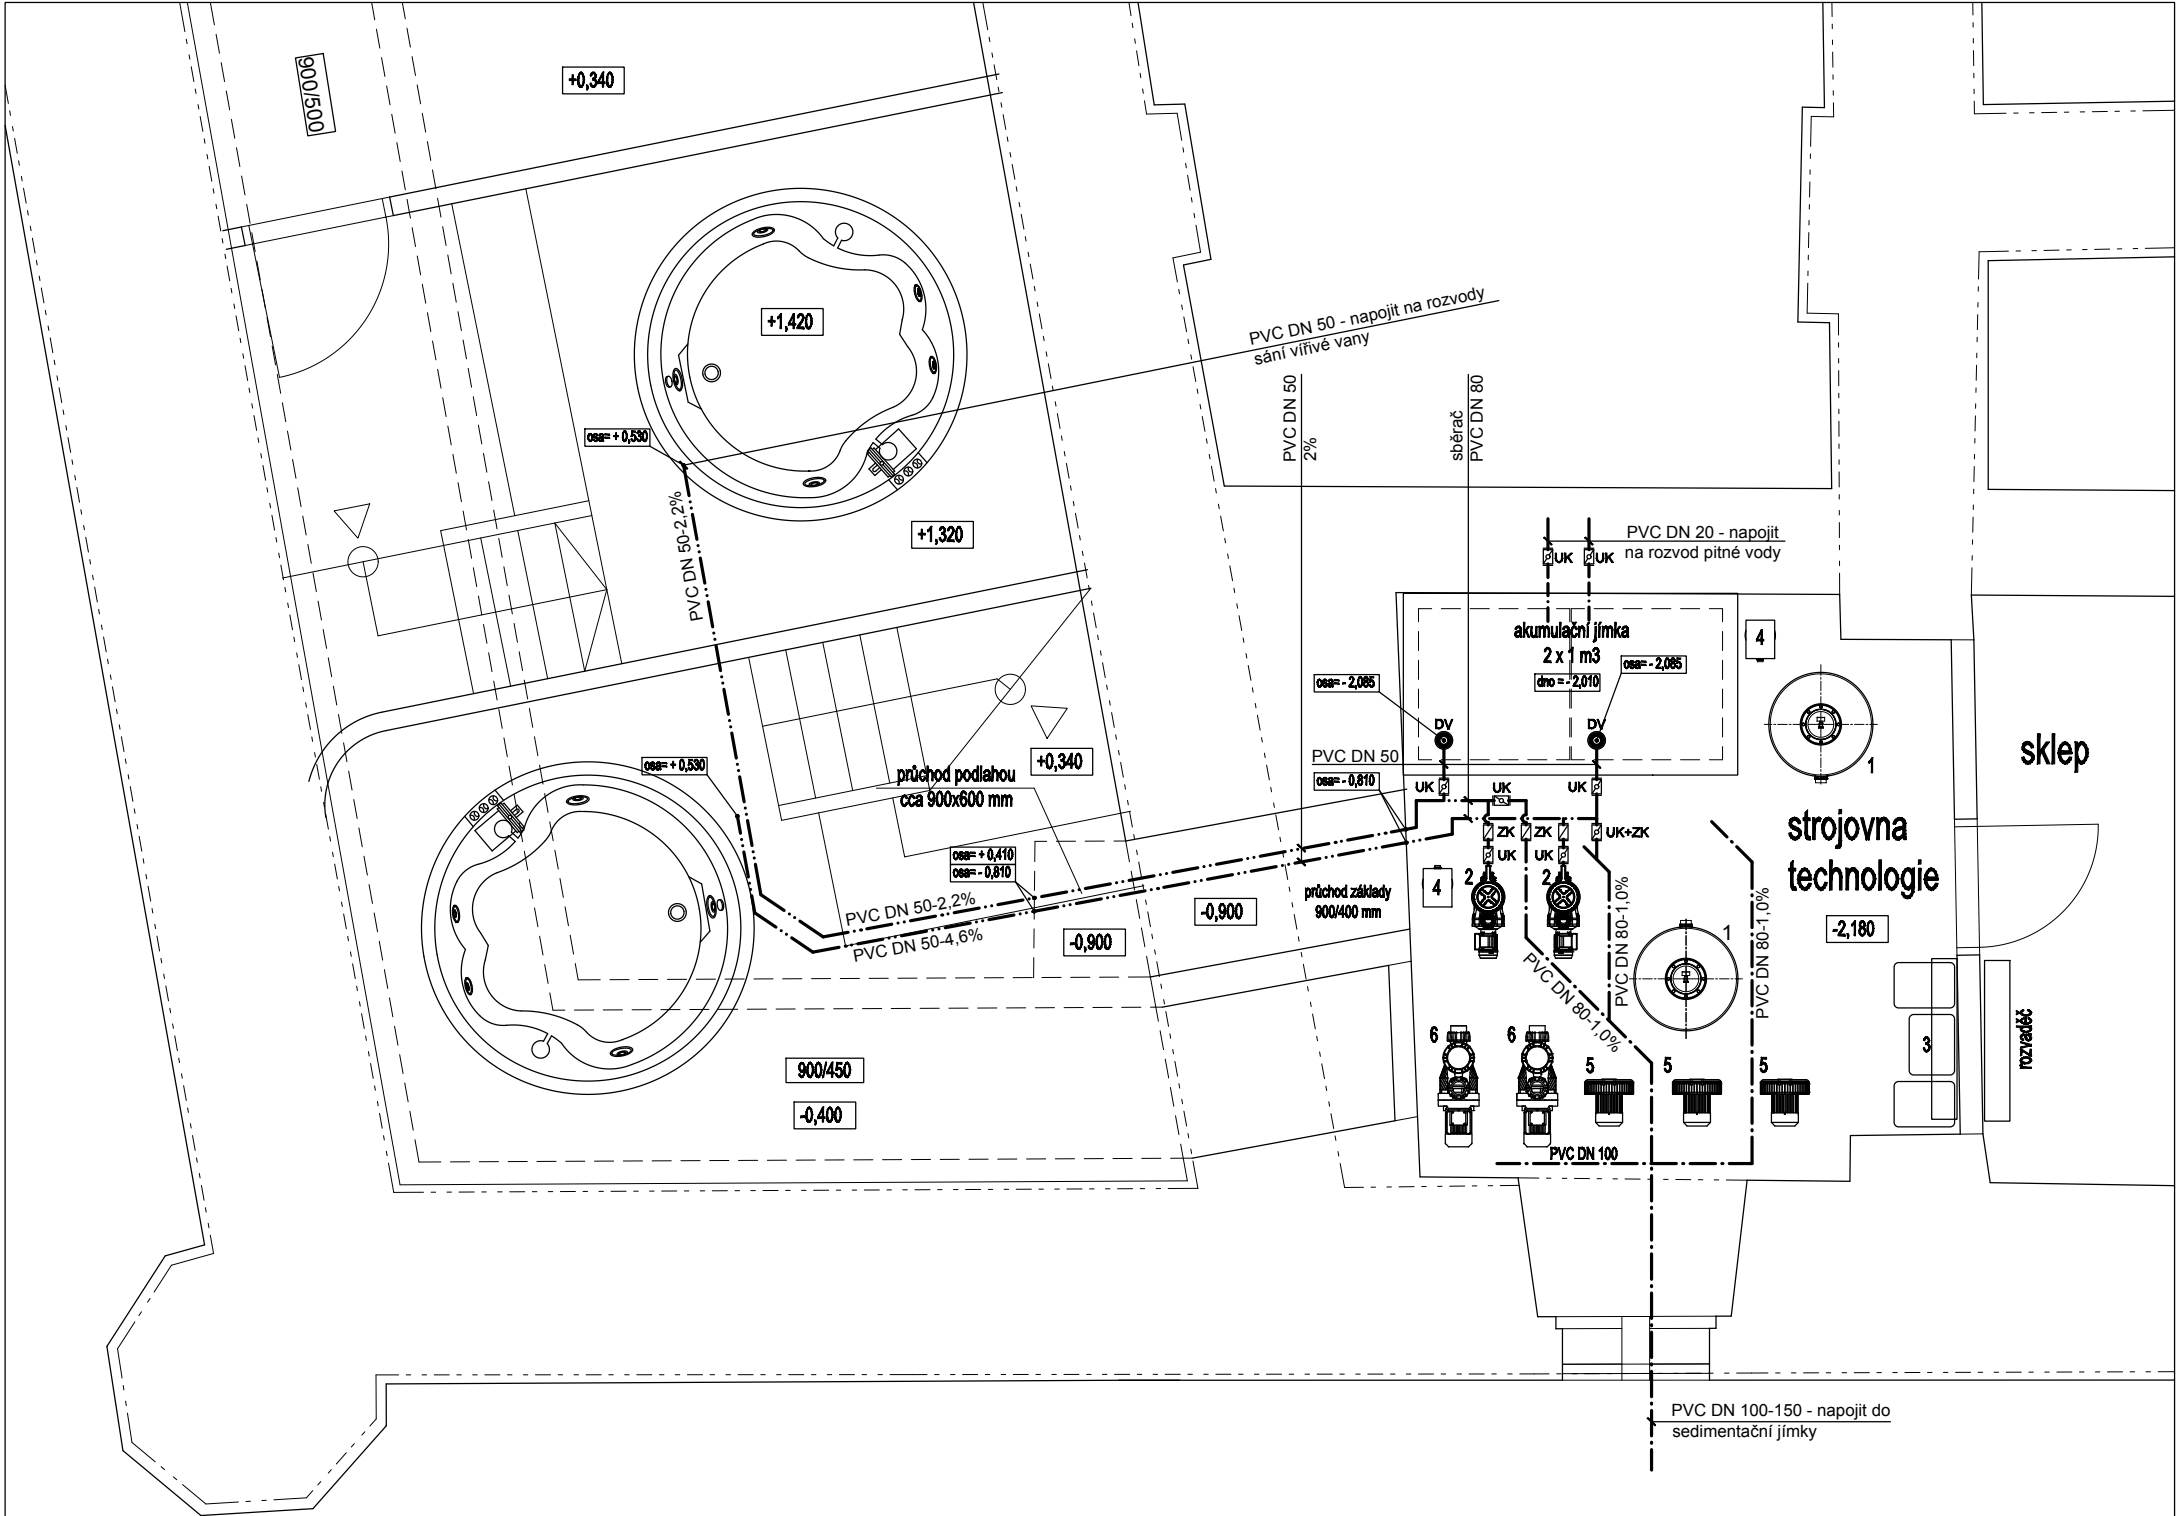 900/500
+0,340
+1,420
PVC DN 50 - napojit na rozvody
sání vířivé vany
osa= + 0,530
PVC DN 50-2,2%
+1,320
PVC DN 50
2%
sběrač
PVC DN 80
PVC DN 20 - napojit
na rozvod pitné vody
UK
UK
akumulační jímka
2 x 1 m3
dno = - 2,010
osa= - 2,085
osa= - 2,085
4
1
DV
DV
sklep
+0,340
osa= + 0,530
průchod podlahou
cca 900x600 mm
PVC DN 50
osa= - 0,810
UK
UK
UK
ZK
ZK
UK+ZK
UK
UK
strojovna
technologie
-2,180
osa= + 0,410
osa= - 0,810
PVC DN 50-2,2%
PVC DN 50-4,6%
-0,900
-0,900
průchod základy
900/400 mm
4
2
2
1
PVC DN 80-1,0%
PVC DN 80-1,0%
PVC DN 80-1,0%
3
rozvaděč
6
6
5
5
5
900/450
-0,400
PVC DN 100
PVC DN 100-150 - napojit do
sedimentační jímky